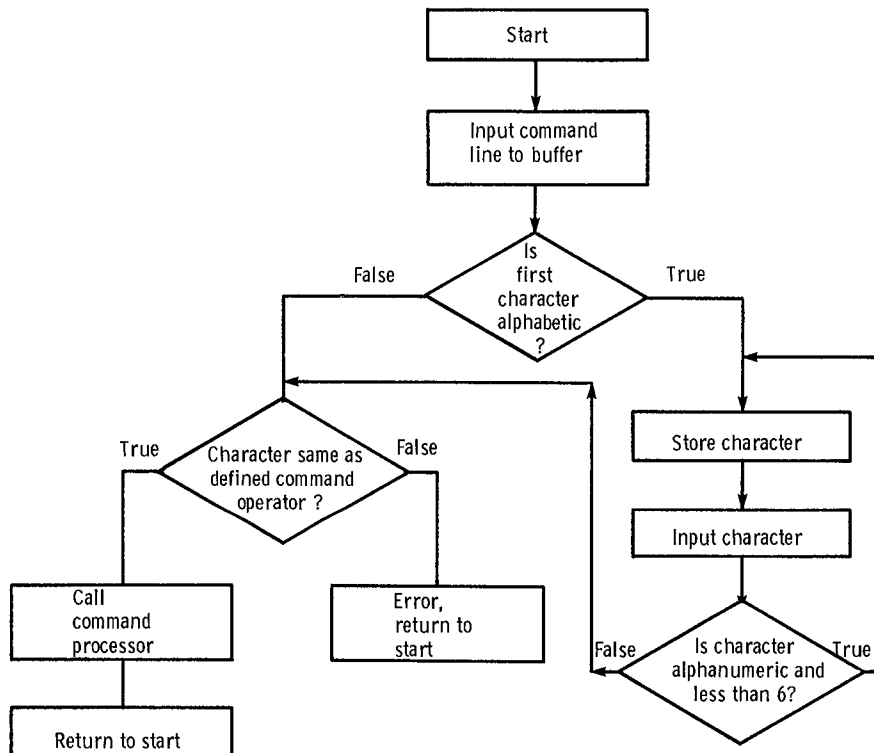 Start
Input command
line to buffer
Is
first
character
alphabetic
?
False
True
Store character
Input character
Is character
alphanumeric and
less than 6?
False
True
Character same as
defined command
operator ?
True
False
Call
command
processor
Error,
return to
start
Return to start